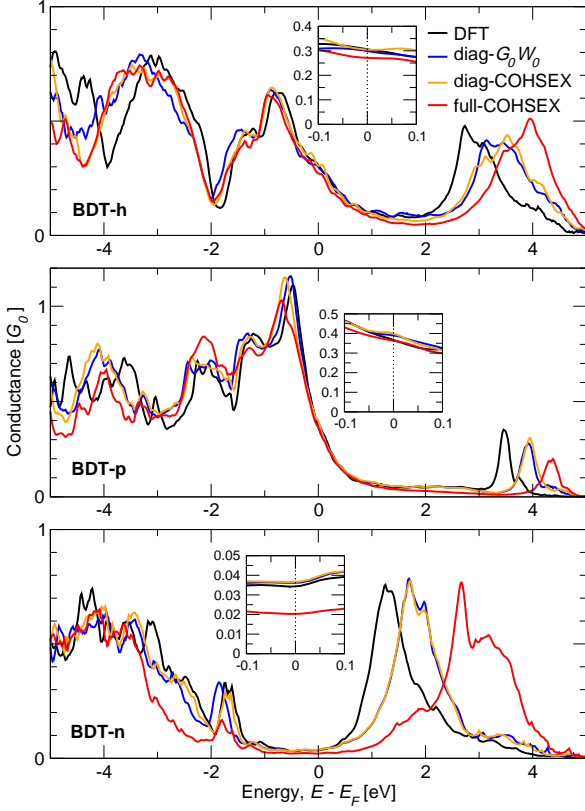 DFT
diag-G0W0
diag-COHSEX
full-COHSEX
0.5
0.4
0.3
0.2
0.1
0
-0.1 0 0.1
1
0
BDT-h
-4 -2 0 2 4
0.5
0.4
0.3
0.2
0.1
0
-0.1 0 0.1
1
0
BDT-p
Conductance [G0]
-4 -2 0 2 4
0.05
0.04
0.03
0.02
0.01
0
-0.1 0 0.1
1
0
BDT-n
-4 -2 0 2 4
Energy, E - EF [eV]